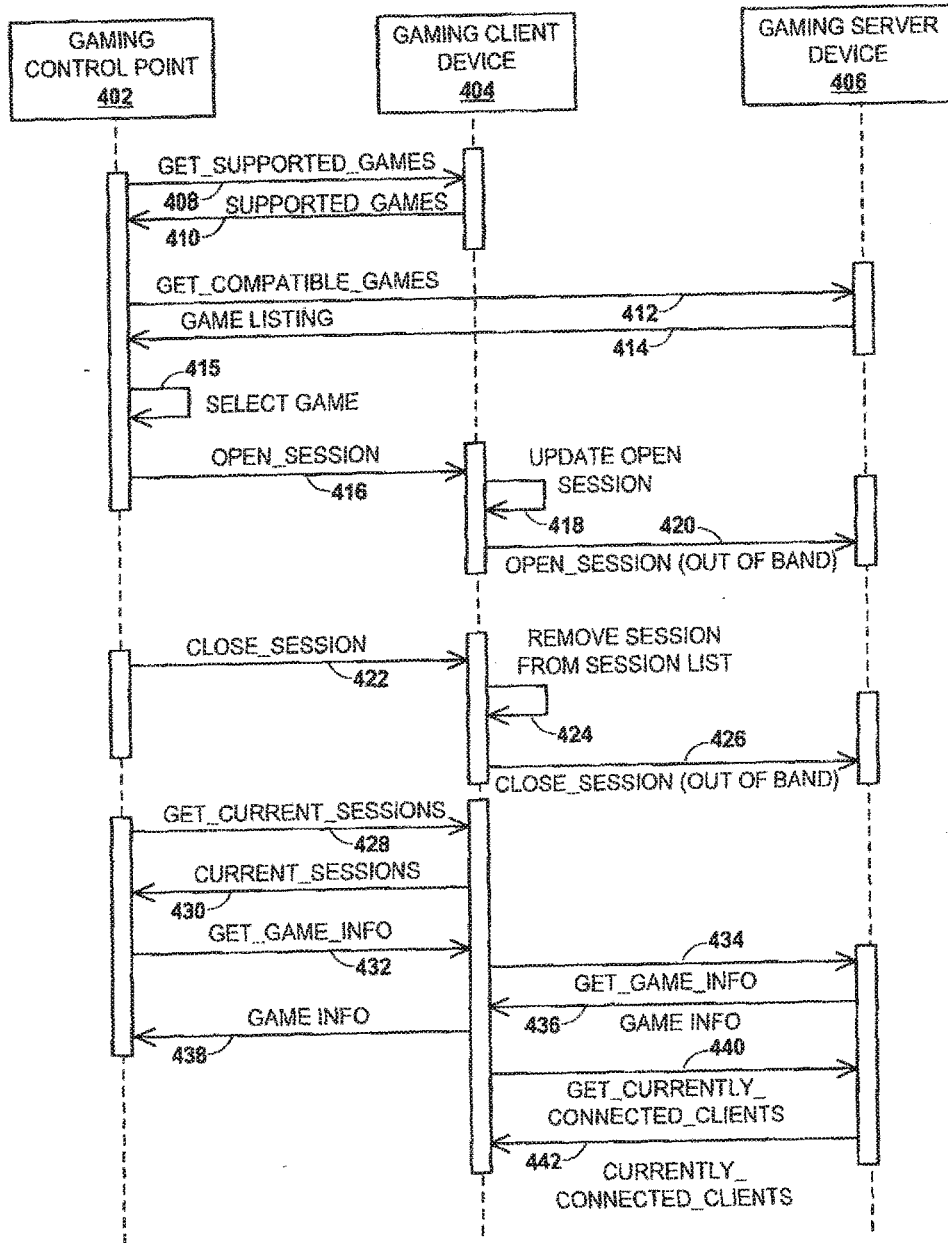 GAMING
CONTROL POINT
402
GAMING CLIENT
DEVICE
404
GAMING SERVER
DEVICE
406
GET_SUPPORTED_GAMES
408
SUPPORTED_GAMES
410
GET_COMPATIBLE_GAMES
412
GAME LISTING
414
415
SELECT GAME
OPEN_SESSION
416
UPDATE OPEN
SESSION
418
420
OPEN_SESSION (OUT OF BAND)
CLOSE_SESSION
422
REMOVE SESSION
FROM SESSION LIST
424
426
CLOSE_SESSION (OUT OF BAND)
GET_CURRENT_SESSIONS
428
CURRENT_SESSIONS
430
GET_GAME_INFO
432
434
GET_GAME_INFO
436
GAME INFO
GAME INFO
438
440
GET_CURRENTLY_
CONNECTED_CLIENTS
442
CURRENTLY_
CONNECTED_CLIENTS